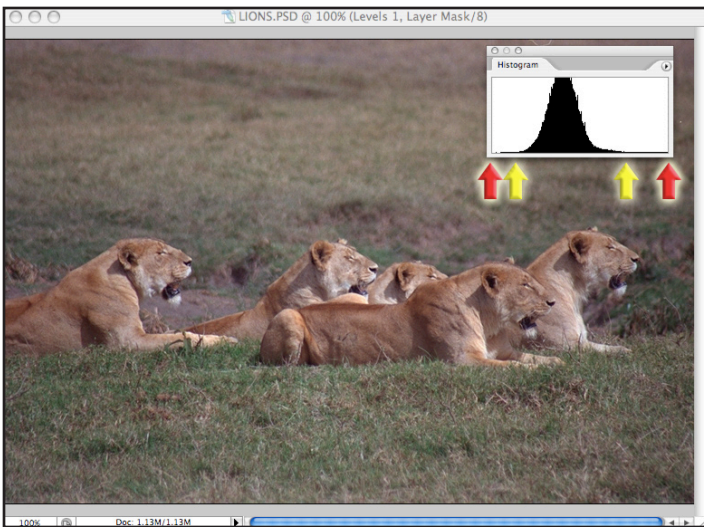 LIONS.PSD @ 100% (Levels 1, Layer Mask/8)
Histogram
100%
Doc: 1.13M/1.13M